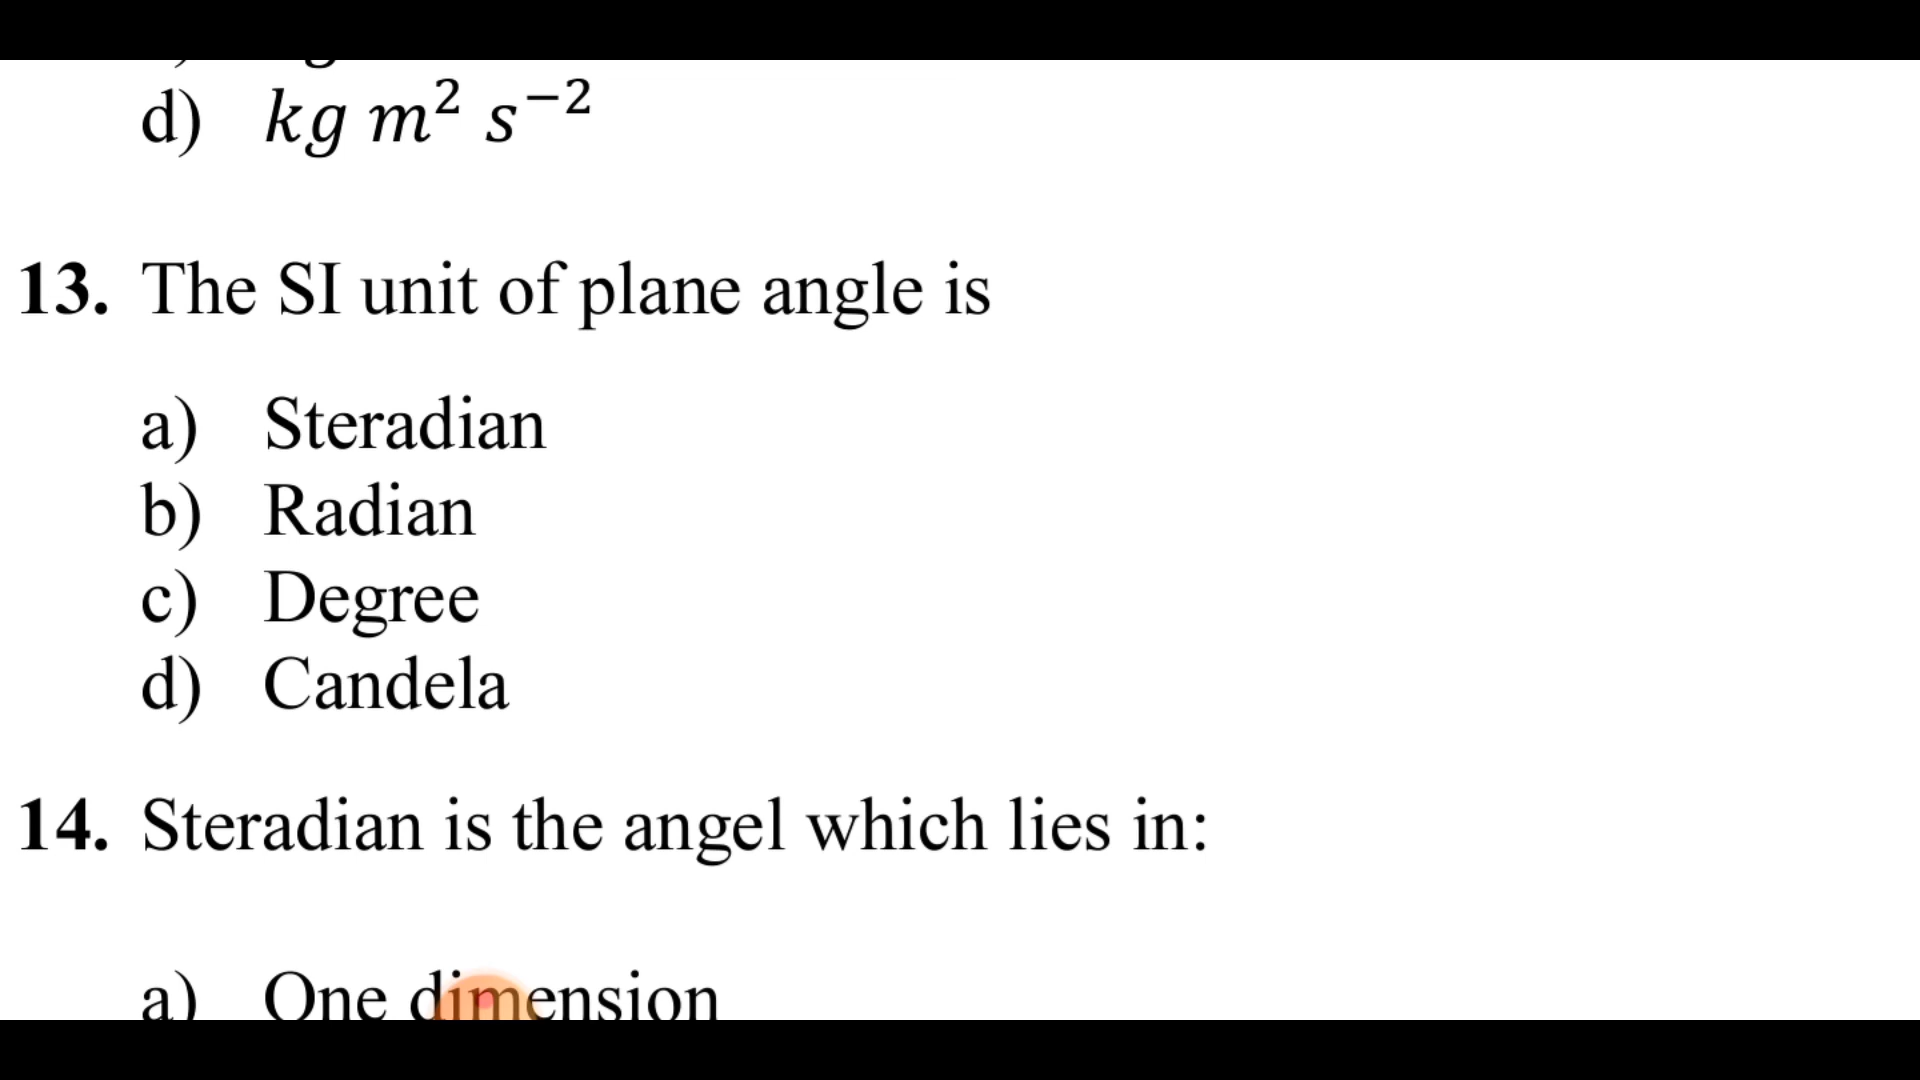 d) kg m² s⁻²
13. The SI unit of plane angle is
a) Steradian
b) Radian
c) Degree
d) Candela
14. Steradian is the angel which lies in:
a) One dimension